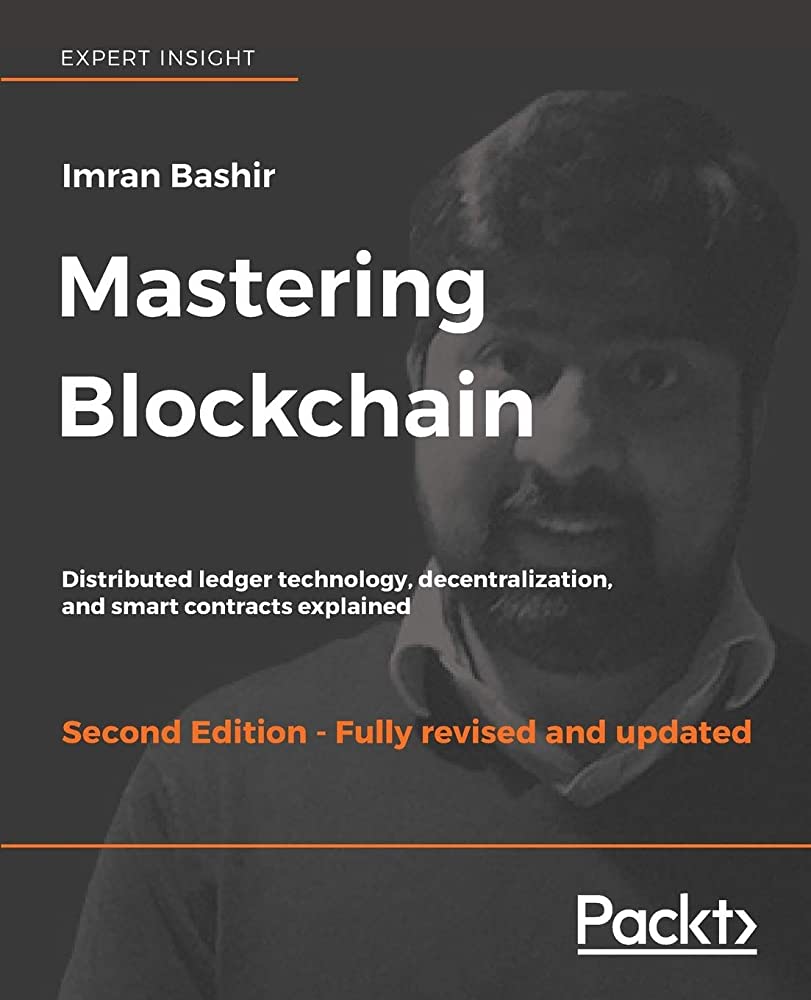 EXPERT INSIGHT
Imran Bashir
Mastering
Blockchain
Distributed ledger technology, decentralization,
and smart contracts explained
Second Edition - Fully revised and updated
Packt>